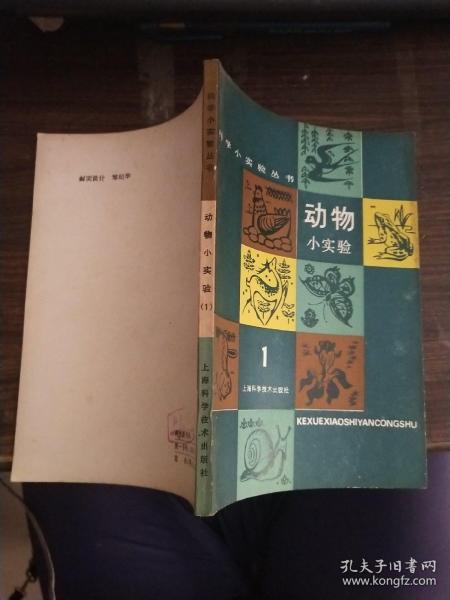 科学小实验丛书
动物
小实验
1
上海科学技术出版社
KEXUEXIAOSHIYANCONGSHU
科学小实验丛书
动物小实验
(1)
上海科学技术出版社
封面设计
孔夫子旧书网
www.kongfz.com